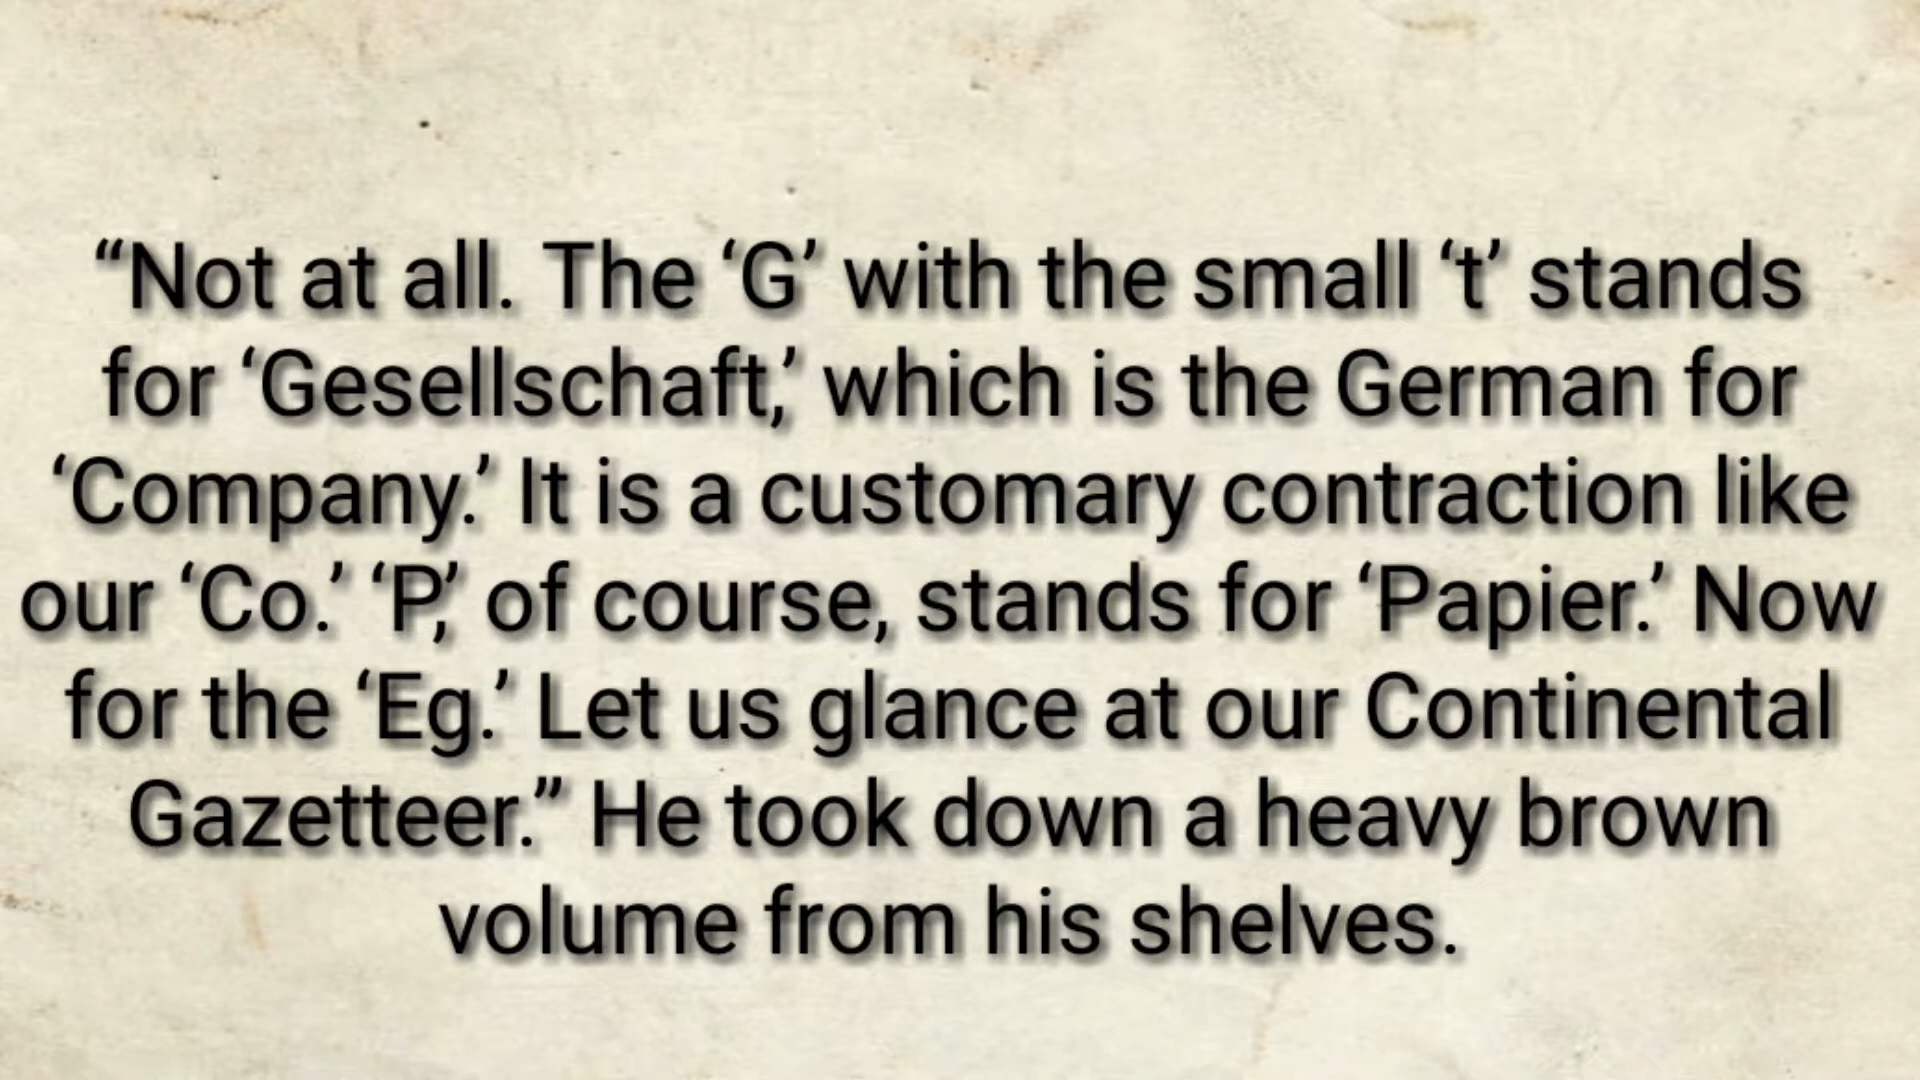 “Not at all. The ‘G’ with the small ‘t’ stands
for ‘Gesellschaft,’ which is the German for
‘Company.’ It is a customary contraction like
our ‘Co.’ ‘P,’ of course, stands for ‘Papier.’ Now
for the ‘Eg.’ Let us glance at our Continental
Gazetteer.” He took down a heavy brown
volume from his shelves.